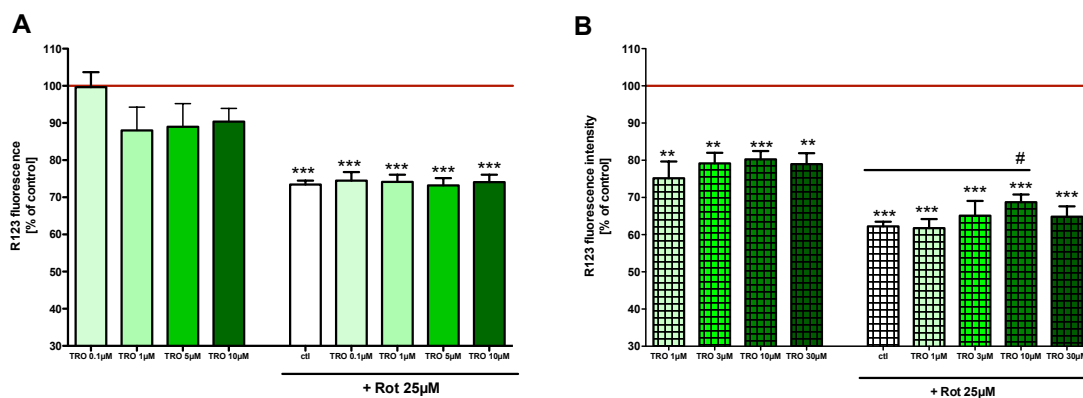 A
R123 fluorescence
[% of control]
110
100
90
80
70
60
50
40
30
*** *** *** *** ***
TRO 0.1µM TRO 1µM TRO 5µM TRO 10µM ctl TRO 0.1µM TRO 1µM TRO 5µM TRO 10µM
+ Rot 25µM
B
R123 fluorescence intensity
[% of control]
110
100
90
80
70
60
50
40
30
** ** *** **
#
*** *** *** *** ***
TRO 1µM TRO 3µM TRO 10µM TRO 30µM ctl TRO 1µM TRO 3µM TRO 10µM TRO 30µM
+ Rot 25µM